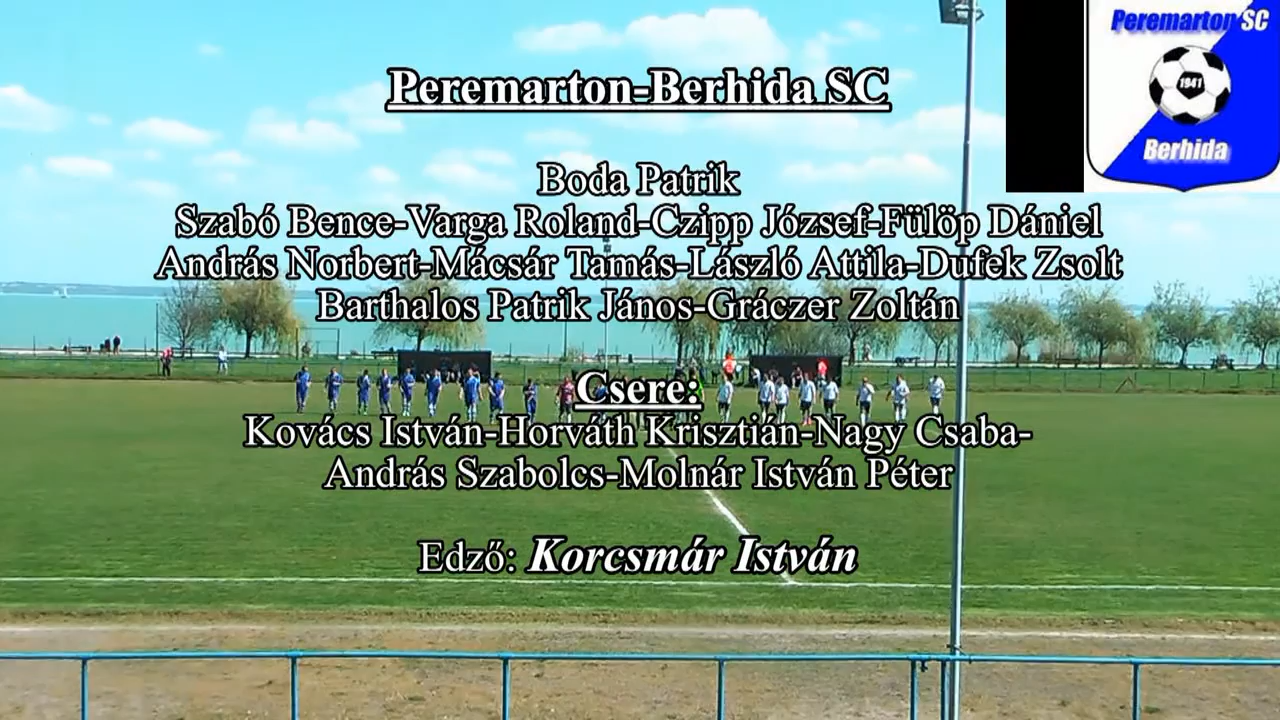 Peremarton SC
1941
Berhida
Peremarton-Berhida SC
Boda Patrik
Szabó Bence-Varga Roland-Czipp József-Fülöp Dániel
András Norbert-Mácsár Tamás-László Attila-Dufek Zsolt
Barthalos Patrik János-Gráczer Zoltán
Csere:
Kovács István-Horváth Krisztián-Nagy Csaba-
András Szabolcs-Molnár István Péter
Edző: Korcsmár István